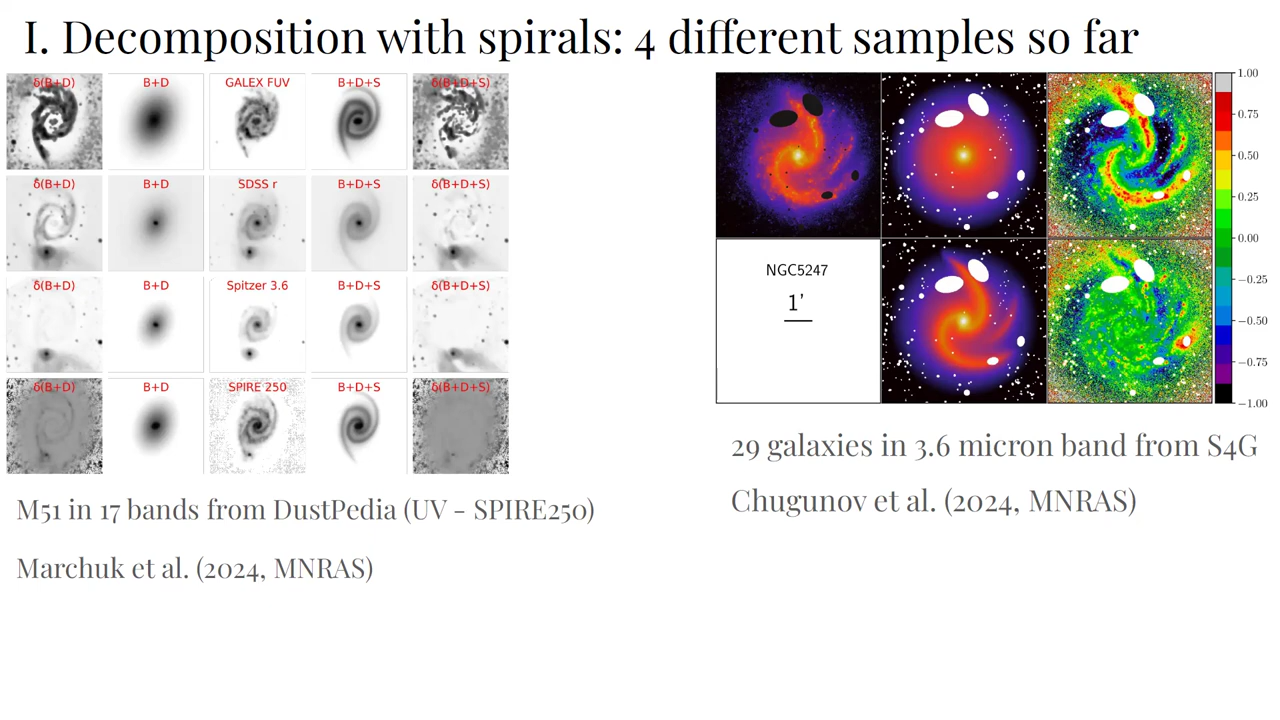 I. Decomposition with spirals: 4 different samples so far
δ(B+D) B+D GALEX FUV B+D+S δ(B+D+S)
δ(B+D) B+D SDSS r B+D+S δ(B+D+S)
δ(B+D) B+D Spitzer 3.6 B+D+S δ(B+D+S)
δ(B+D) B+D SPIRE 250 B+D+S δ(B+D+S)
M51 in 17 bands from DustPedia (UV - SPIRE250)
Marchuk et al. (2024, MNRAS)
NGC5247
1’
1.00
0.75
0.50
0.25
0.00
−0.25
−0.50
−0.75
−1.00
29 galaxies in 3.6 micron band from S4G
Chugunov et al. (2024, MNRAS)